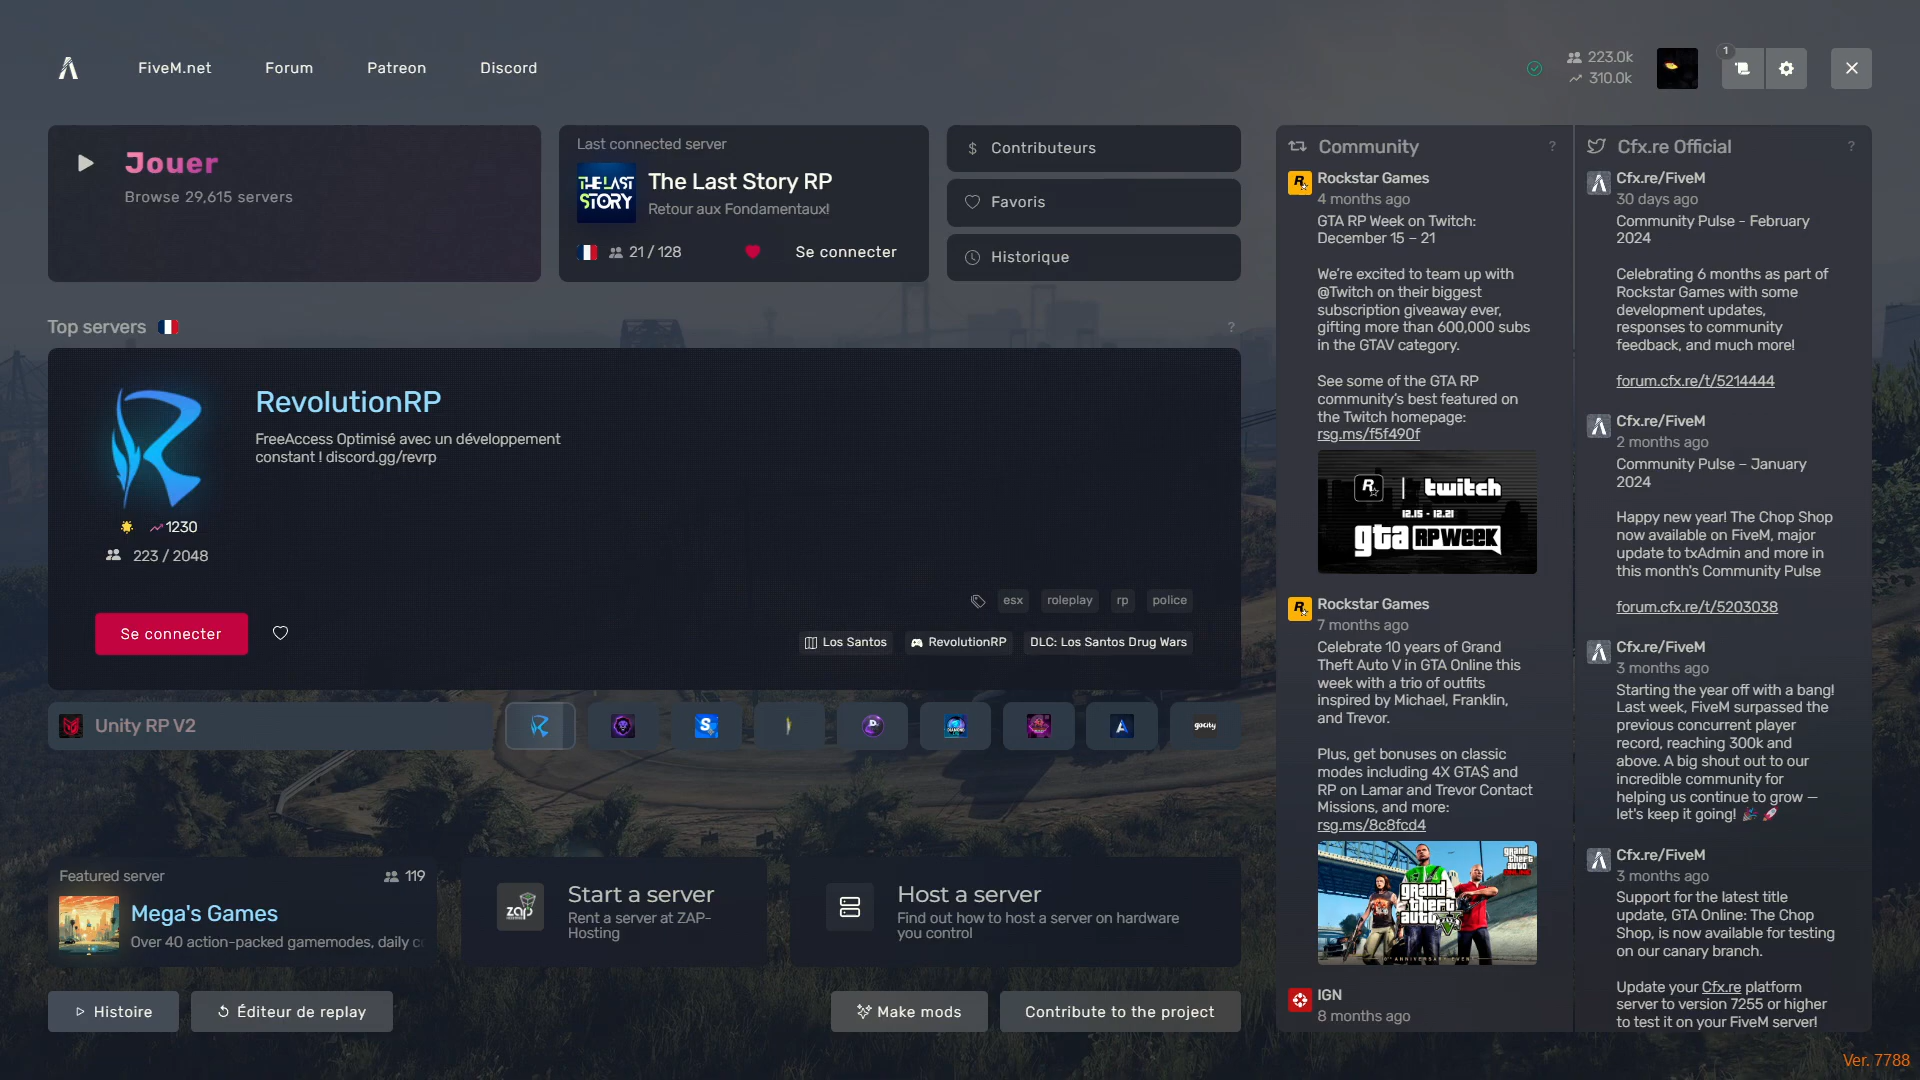 FiveM.net
Forum
Patreon
Discord
223.0k
310.0k
1
Jouer
Browse 29,615 servers
Last connected server
THE LAST STORY
The Last Story RP
Retour aux Fondamentaux!
21 / 128
Se connecter
$ Contributeurs
Favoris
Historique
Top servers
?
RevolutionRP
FreeAccess Optimisé avec un développement
constant ! discord.gg/revrp
1230
223 / 2048
Se connecter
esx
roleplay
rp
police
Los Santos
RevolutionRP
DLC: Los Santos Drug Wars
Unity RP V2
gocity
Featured server
119
Mega's Games
Over 40 action-packed gamemodes, daily
zap
Start a server
Rent a server at ZAP-
Hosting
Host a server
Find out how to host a server on hardware
you control
Histoire
Éditeur de replay
Make mods
Contribute to the project
Community
?
Rockstar Games
4 months ago
GTA RP Week on Twitch:
December 15 – 21
We're excited to team up with
@Twitch on their biggest
subscription giveaway ever,
gifting more than 600,000 subs
in the GTAV category.
See some of the GTA RP
community's best featured on
the Twitch homepage:
rsg.ms/f5f490f
R | twitch
12.15 - 12.21
gta RP WEEK
Rockstar Games
7 months ago
Celebrate 10 years of Grand
Theft Auto V in GTA Online this
week with a trio of outfits
inspired by Michael, Franklin,
and Trevor.
Plus, get bonuses on classic
modes including 4X GTA$ and
RP on Lamar and Trevor Contact
Missions, and more:
rsg.ms/8c8fcd4
grand
theft
auto
V
grand
theft
auto
ONLINE
IGN
8 months ago
Cfx.re Official
?
Cfx.re/FiveM
30 days ago
Community Pulse - February
2024
Celebrating 6 months as part of
Rockstar Games with some
development updates,
responses to community
feedback, and much more!
forum.cfx.re/t/5214444
Cfx.re/FiveM
2 months ago
Community Pulse – January
2024
Happy new year! The Chop Shop
now available on FiveM, major
update to txAdmin and more in
this month's Community Pulse
forum.cfx.re/t/5203038
Cfx.re/FiveM
3 months ago
Starting the year off with a bang!
Last week, FiveM surpassed the
previous concurrent player
record, reaching 300k and
above. A big shout out to our
incredible community for
helping us continue to grow —
let's keep it going! 🎉 🚀
Cfx.re/FiveM
3 months ago
Support for the latest title
update, GTA Online: The Chop
Shop, is now available for testing
on our canary branch.
Update your Cfx.re platform
server to version 7255 or higher
to test it on your FiveM server!
Ver. 7788